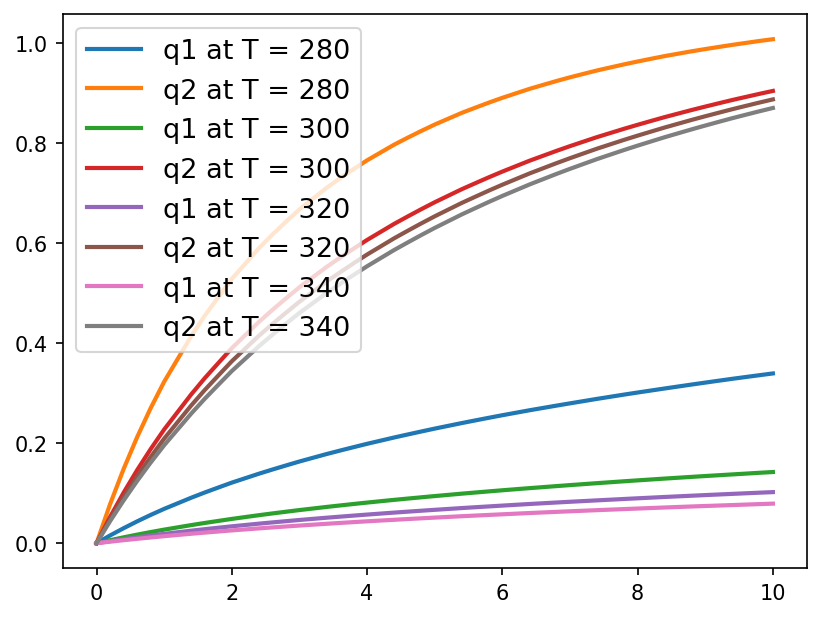 1.0
0.8
0.6
0.4
0.2
0.0
q1 at T = 280
q2 at T = 280
q1 at T = 300
q2 at T = 300
q1 at T = 320
q2 at T = 320
q1 at T = 340
q2 at T = 340
0 2 4 6 8 10